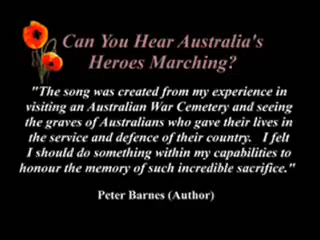 Can You Hear Australia's
Heroes Marching?
"The song was created from my experience in
visiting an Australian War Cemetery and seeing
the graves of Australians who gave their lives in
the service and defence of their country. I felt
I should do something within my capabilities to
honour the memory of such incredible sacrifice."
Peter Barnes (Author)